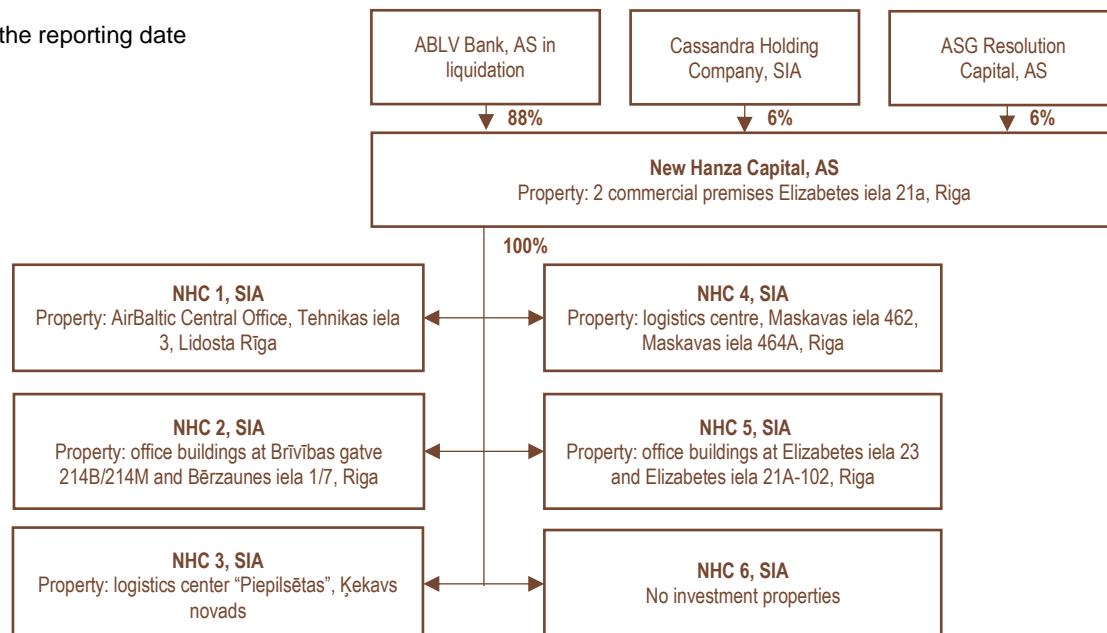 the reporting date
ABLV Bank, AS in
liquidation
Cassandra Holding
Company, SIA
ASG Resolution
Capital, AS
88%
6%
6%
New Hanza Capital, AS
Property: 2 commercial premises Elizabetes iela 21a, Riga
100%
NHC 1, SIA
Property: AirBaltic Central Office, Tehnikas iela
3, Lidosta Rīga
NHC 4, SIA
Property: logistics centre, Maskavas iela 462,
Maskavas iela 464A, Riga
NHC 2, SIA
Property: office buildings at Brīvības gatve
214B/214M and Bērzaunes iela 1/7, Riga
NHC 5, SIA
Property: office buildings at Elizabetes iela 23
and Elizabetes iela 21A-102, Riga
NHC 3, SIA
Property: logistics center “Piepilsētas”, Ķekavs
novads
NHC 6, SIA
No investment properties